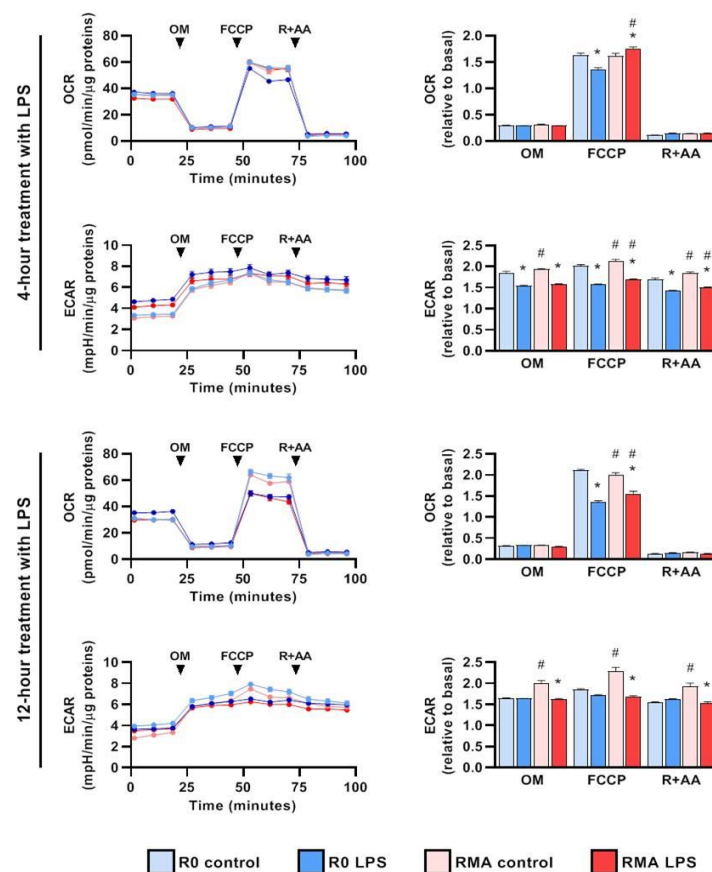 4-hour treatment with LPS
OM FCCP R+AA
OCR
(pmol/min/µg proteins)
80
60
40
20
0
0 25 50 75 100
Time (minutes)
OCR
(relative to basal)
2.5
2.0
1.5
1.0
0.5
0.0
* # *
OM FCCP R+AA
OM FCCP R+AA
ECAR
(mpH/min/µg proteins)
10
8
6
4
2
0
0 25 50 75 100
Time (minutes)
ECAR
(relative to basal)
2.5
2.0
1.5
1.0
0.5
0.0
* # * * # # * * # # *
OM FCCP R+AA
12-hour treatment with LPS
OM FCCP R+AA
OCR
(pmol/min/µg proteins)
80
60
40
20
0
0 25 50 75 100
Time (minutes)
OCR
(relative to basal)
2.5
2.0
1.5
1.0
0.5
0.0
* # # *
OM FCCP R+AA
OM FCCP R+AA
ECAR
(mpH/min/µg proteins)
10
8
6
4
2
0
0 25 50 75 100
Time (minutes)
ECAR
(relative to basal)
2.5
2.0
1.5
1.0
0.5
0.0
# * # * # *
OM FCCP R+AA
R0 control R0 LPS RMA control RMA LPS